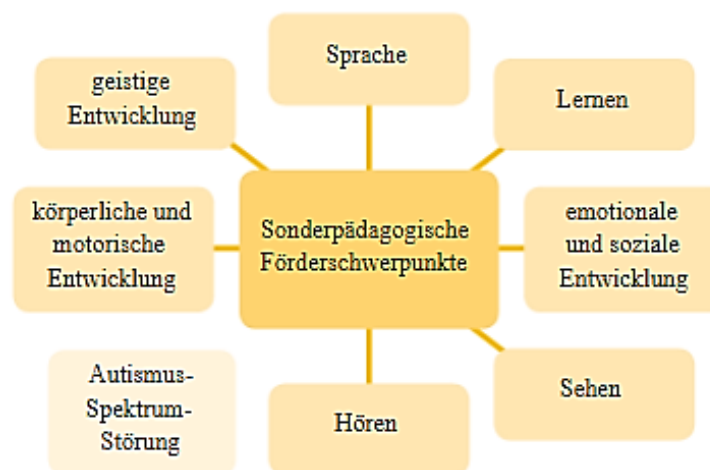 Sprache
geistige
Entwicklung
Lernen
körperliche und
motorische
Entwicklung
Sonderpädagogische
Förderschwerpunkte
emotionale
und soziale
Entwicklung
Autismus-
Spektrum-
Störung
Hören
Sehen